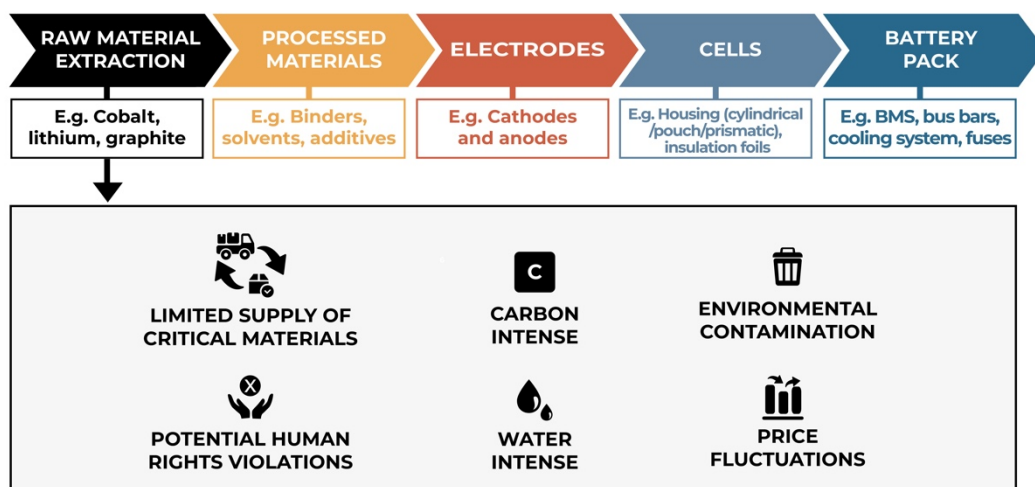 RAW MATERIAL
EXTRACTION
PROCESSED
MATERIALS
ELECTRODES
CELLS
BATTERY
PACK
E.g. Cobalt,
lithium, graphite
E.g. Binders,
solvents, additives
E.g. Cathodes
and anodes
E.g. Housing (cylindrical
/pouch/prismatic),
insulation foils
E.g. BMS, bus bars,
cooling system, fuses
LIMITED SUPPLY OF
CRITICAL MATERIALS
C
CARBON
INTENSE
ENVIRONMENTAL
CONTAMINATION
X
POTENTIAL HUMAN
RIGHTS VIOLATIONS
WATER
INTENSE
PRICE
FLUCTUATIONS